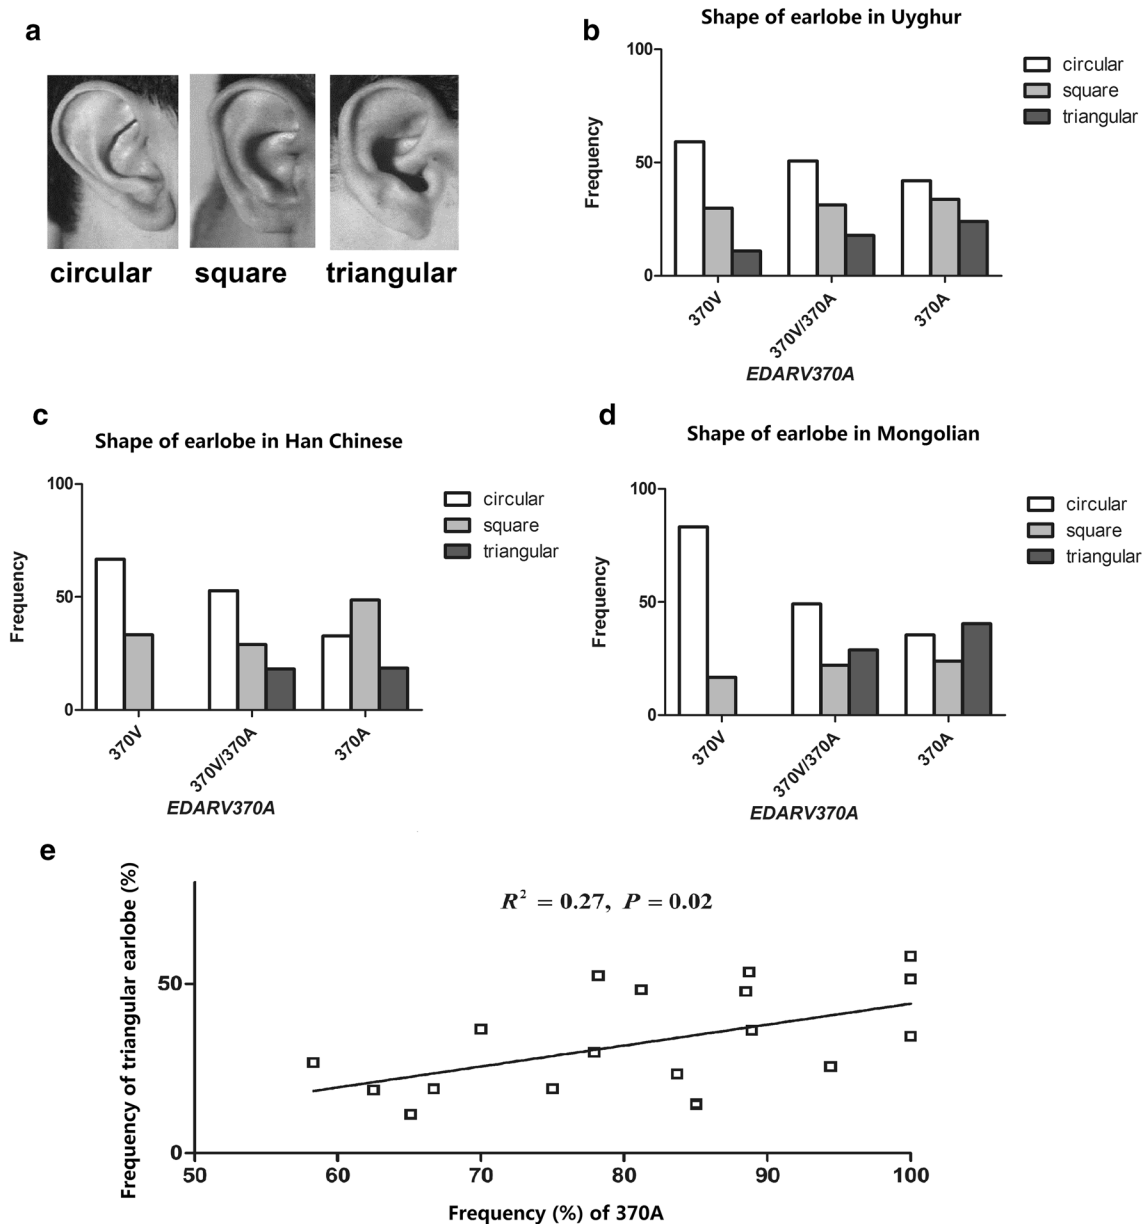 a
circular
square
triangular
b
Shape of earlobe in Uyghur
100
50
0
Frequency
circular
square
triangular
370V
370V/370A
370A
EDARV370A
c
Shape of earlobe in Han Chinese
100
50
0
Frequency
circular
square
triangular
370V
370V/370A
370A
EDARV370A
d
Shape of earlobe in Mongolian
100
50
0
Frequency
circular
square
triangular
370V
370V/370A
370A
EDARV370A
e
Frequency of triangular earlobe (%)
R² = 0.27, P = 0.02
50
0
50
60
70
80
90
100
Frequency (%) of 370A